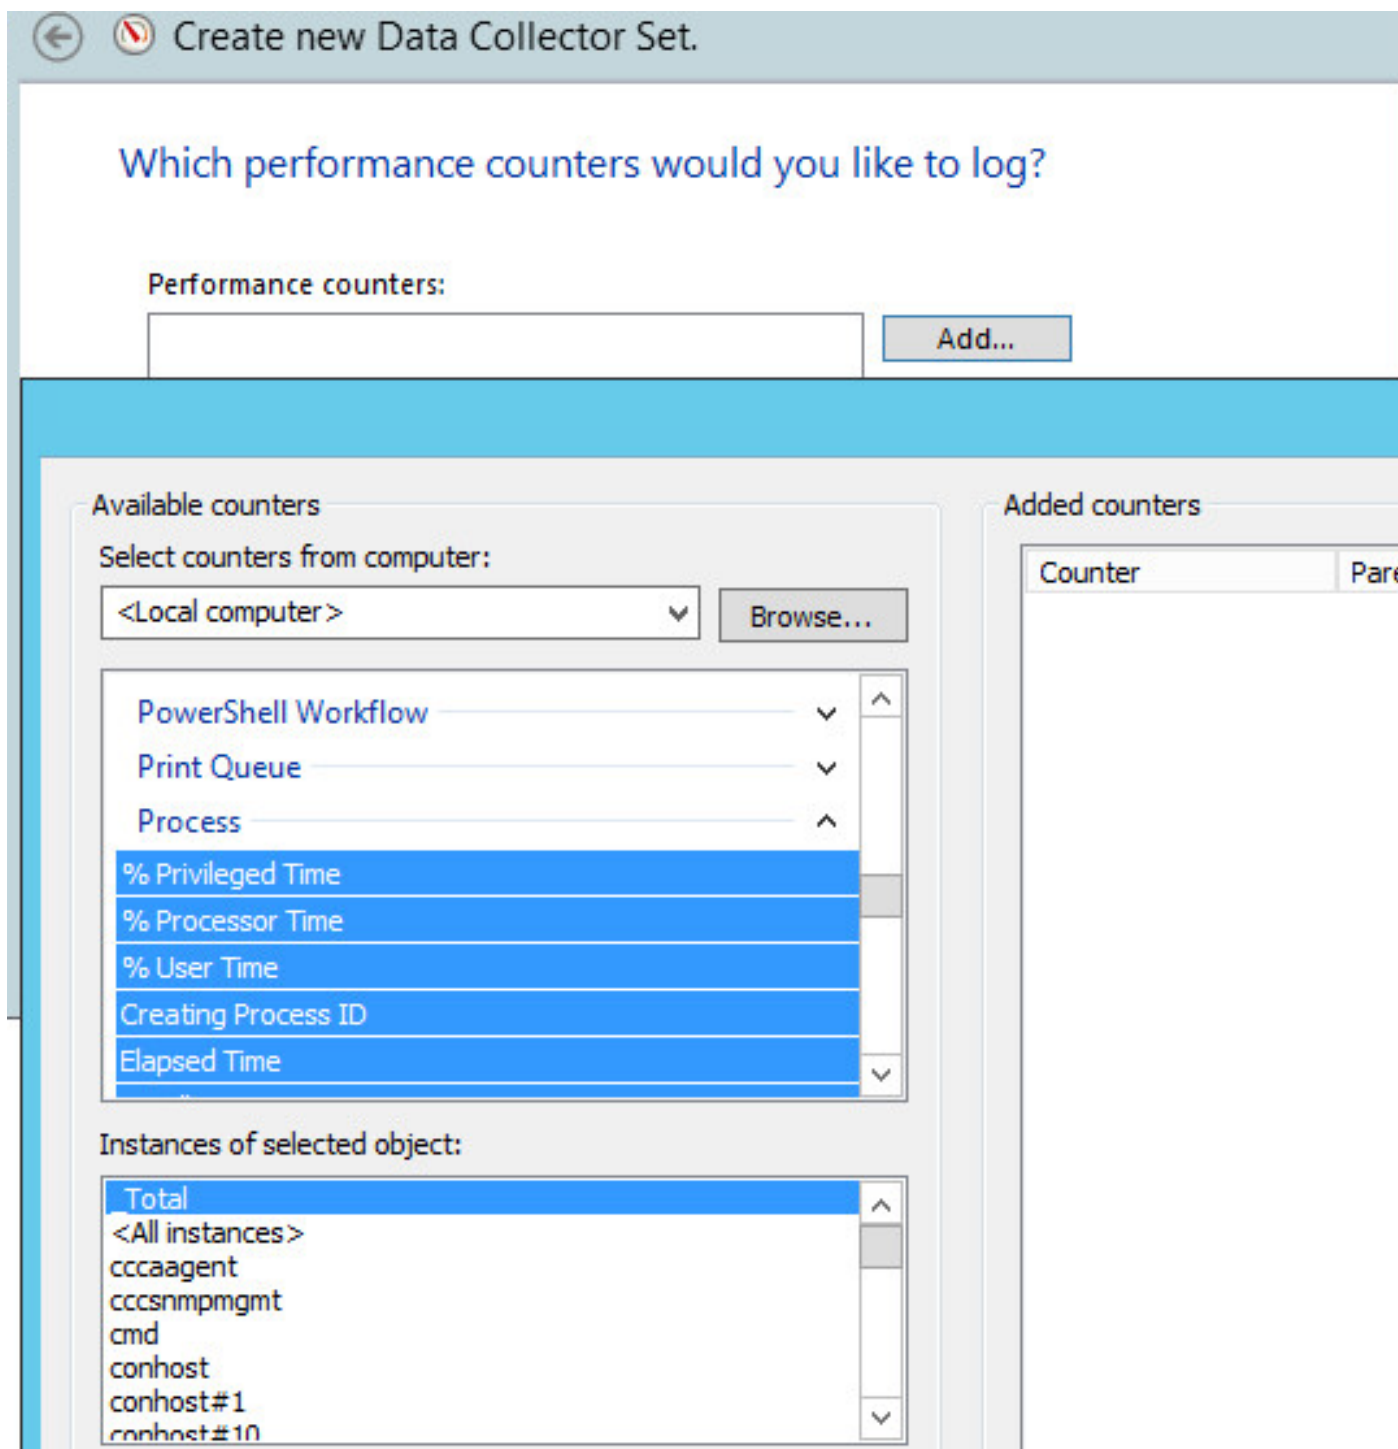 Create new Data Collector Set.
Which performance counters would you like to log?
Performance counters:
Add...
Available counters
Select counters from computer:
<Local computer>
Browse...
PowerShell Workflow
Print Queue
Process
% Privileged Time
% Processor Time
% User Time
Creating Process ID
Elapsed Time
Instances of selected object:
_Total
<All instances>
cccaagent
cccsnmpmgmt
cmd
conhost
conhost#1
conhost#10
Added counters
Counter
Pare